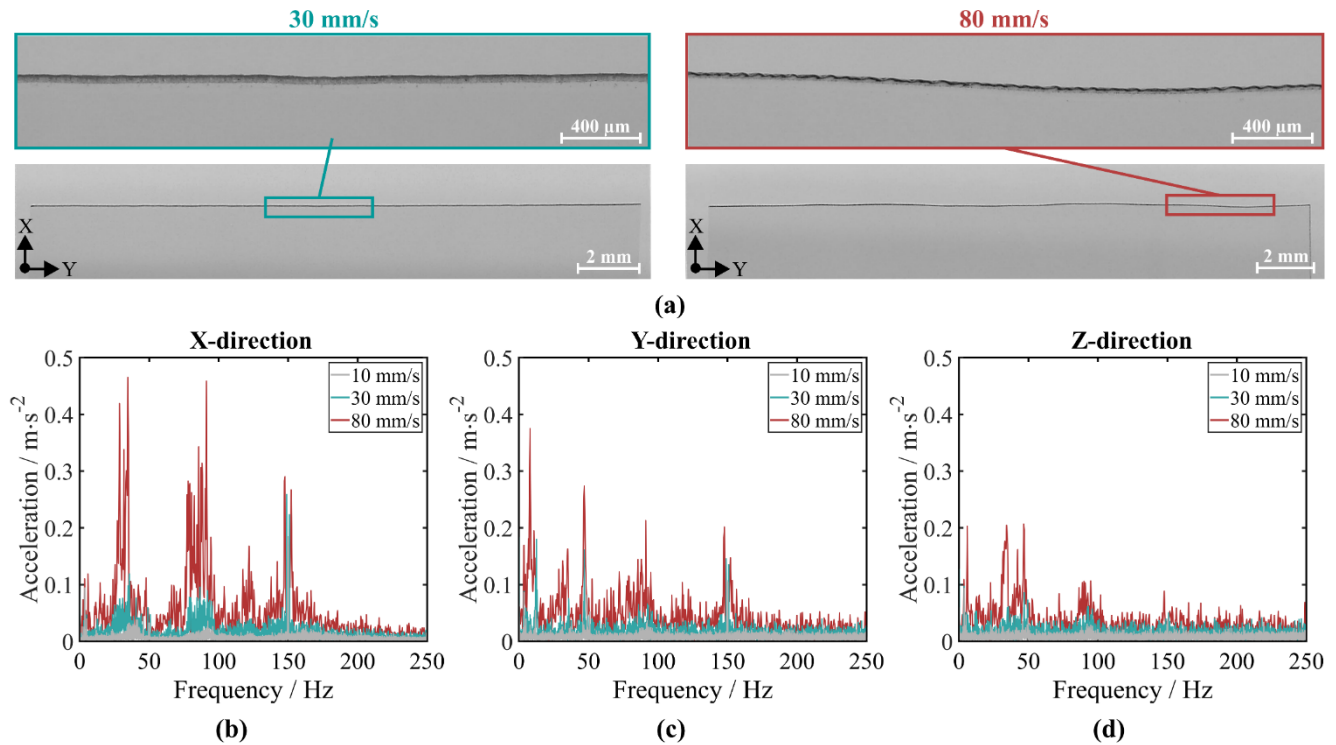 30 mm/s
80 mm/s
400 µm
400 µm
X
Y
2 mm
X
Y
2 mm
(a)
X-direction
Acceleration / m·s⁻²
0.5
0.4
0.3
0.2
0.1
0
10 mm/s
30 mm/s
80 mm/s
0 50 100 150 200 250
Frequency / Hz
(b)
Y-direction
Acceleration / m·s⁻²
0.5
0.4
0.3
0.2
0.1
0
10 mm/s
30 mm/s
80 mm/s
0 50 100 150 200 250
Frequency / Hz
(c)
Z-direction
Acceleration / m·s⁻²
0.5
0.4
0.3
0.2
0.1
0
10 mm/s
30 mm/s
80 mm/s
0 50 100 150 200 250
Frequency / Hz
(d)